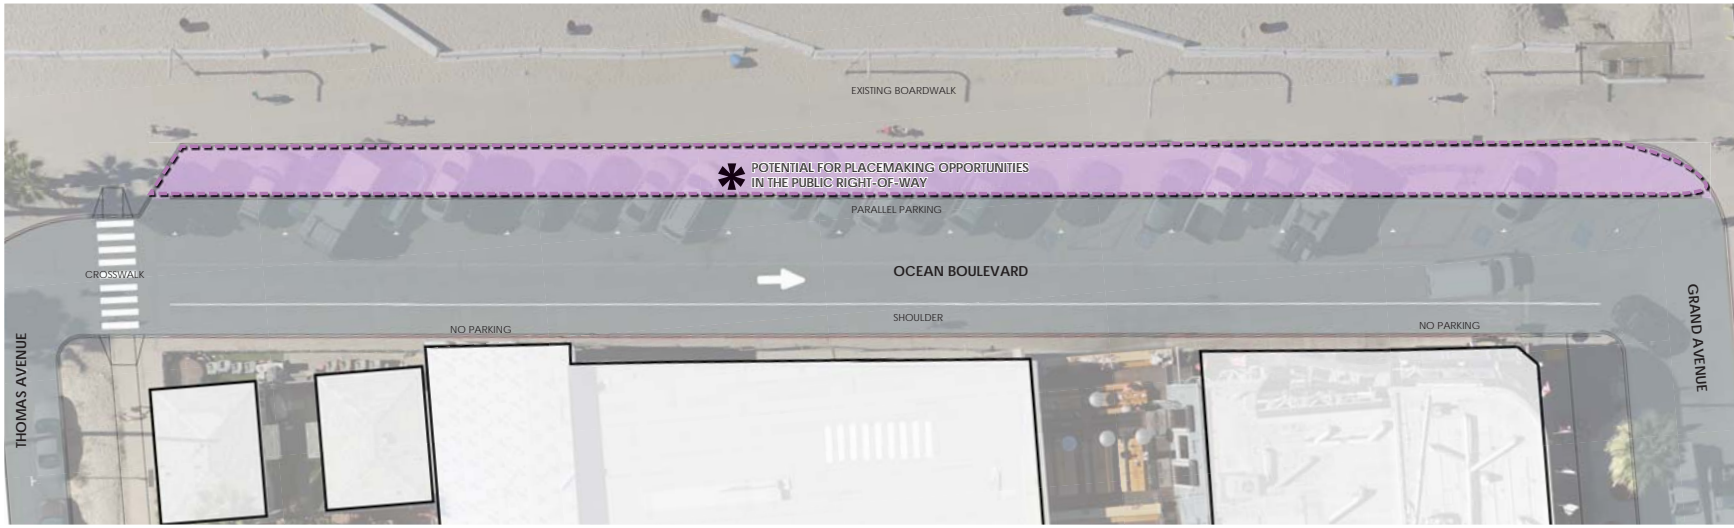 EXISTING BOARDWALK
POTENTIAL FOR PLACEMAKING OPPORTUNITIES
IN THE PUBLIC RIGHT-OF-WAY
PARALLEL PARKING
CROSSWALK
OCEAN BOULEVARD
SHOULDER
NO PARKING
NO PARKING
THOMAS AVENUE
GRAND AVENUE